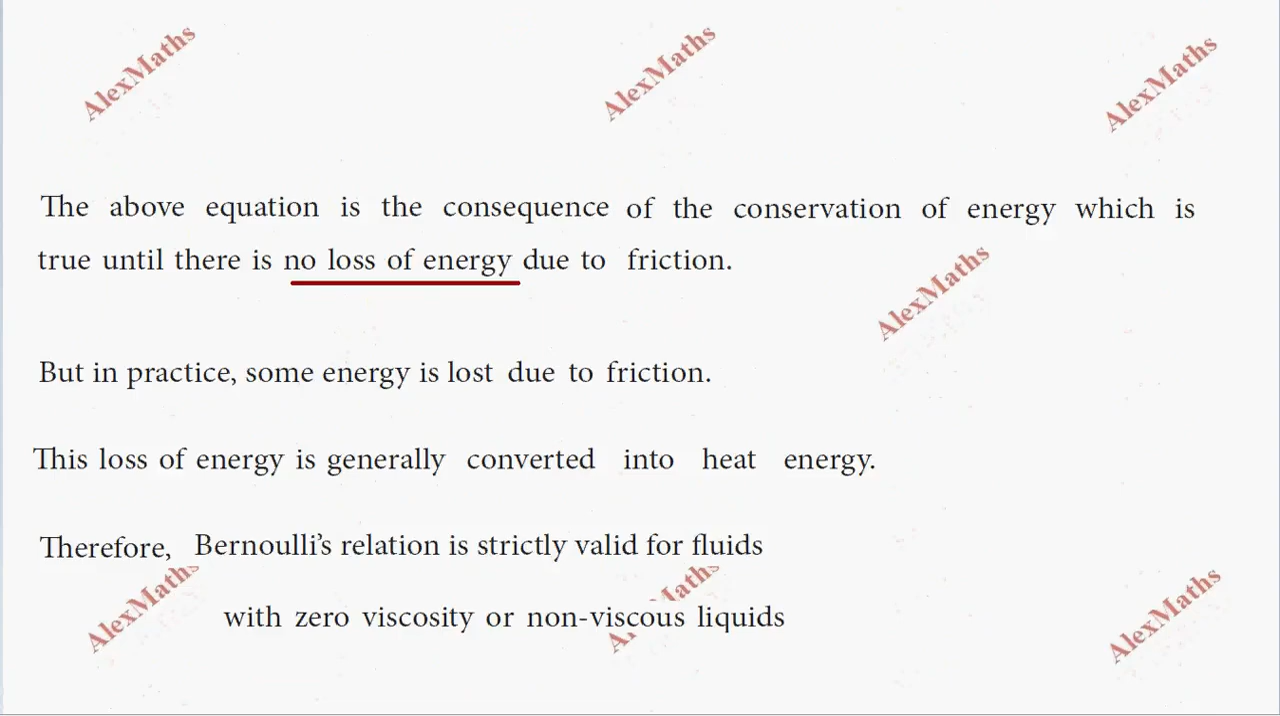 AlexMaths AlexMaths AlexMaths
The above equation is the consequence of the conservation of energy which is
true until there is no loss of energy due to friction.
AlexMaths
But in practice, some energy is lost due to friction.
This loss of energy is generally converted into heat energy.
Therefore, Bernoulli's relation is strictly valid for fluids
with zero viscosity or non-viscous liquids
AlexMaths AlexMaths